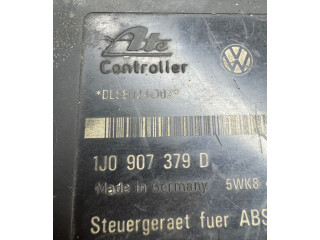 Ate
Controller
1J0 907 379 D
Made in Germany 5WK8
Steuergeraet fuer ABS